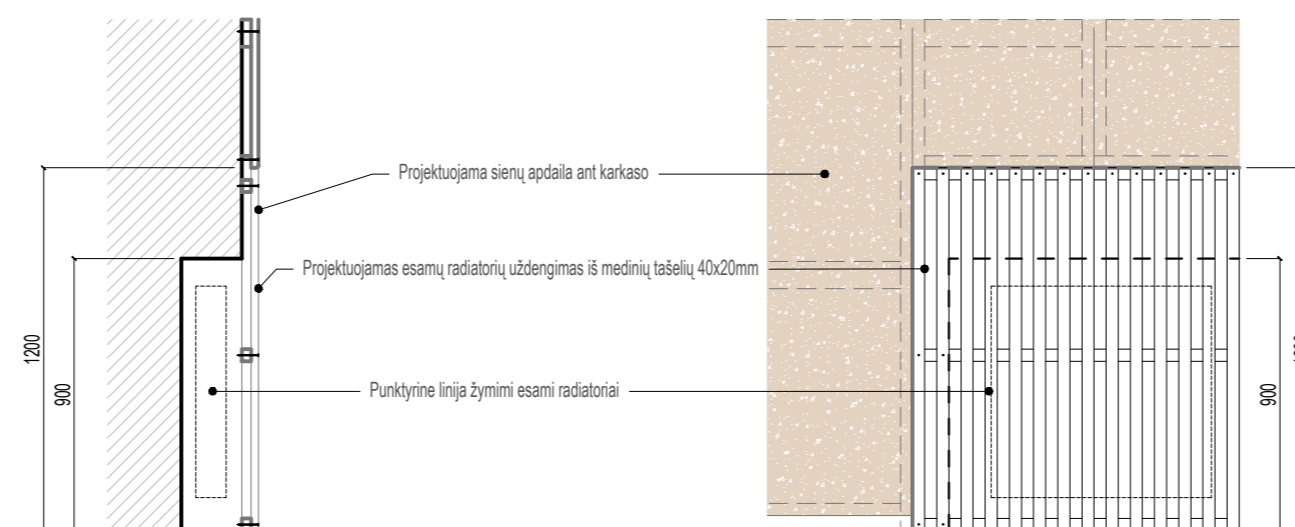 Projektuojama sienų apdaila ant karkaso
Projektuojamas esamų radiatorių uždengimas iš medinių tašelių 40x20mm
Punktyrine linija žymimi esami radiatoriai
1200
900
900